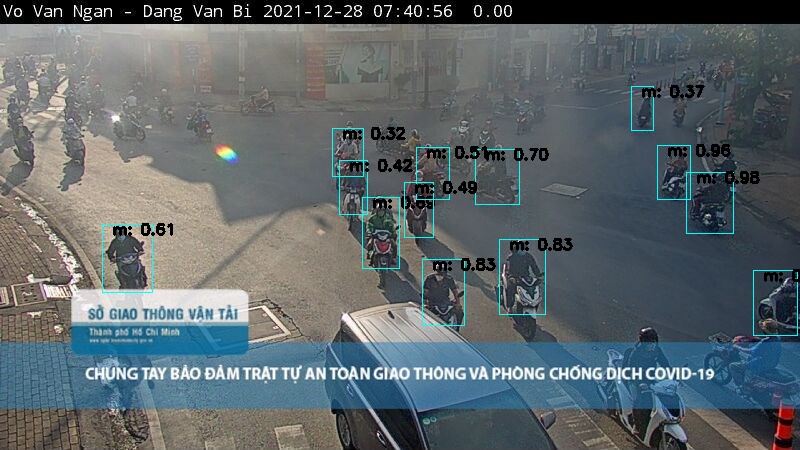 Vo Van Ngan - Dang Van Bi 2021-12-28 07:40:56 0.00
m: 0.37
m: 0.32
m: 0.51
m: 0.70
m: 0.96
m: 0.42
m: 0.98
m: 0.49
m: 0.61
m: 0.83
m: 0.83
m: 0
SỞ GIAO THÔNG VẬN TẢI
Thành phố Hồ Chí Minh
CHUNG TAY BẢO ĐẢM TRẬT TỰ AN TOÀN GIAO THÔNG VÀ PHÒNG CHỐNG DỊCH COVID-19